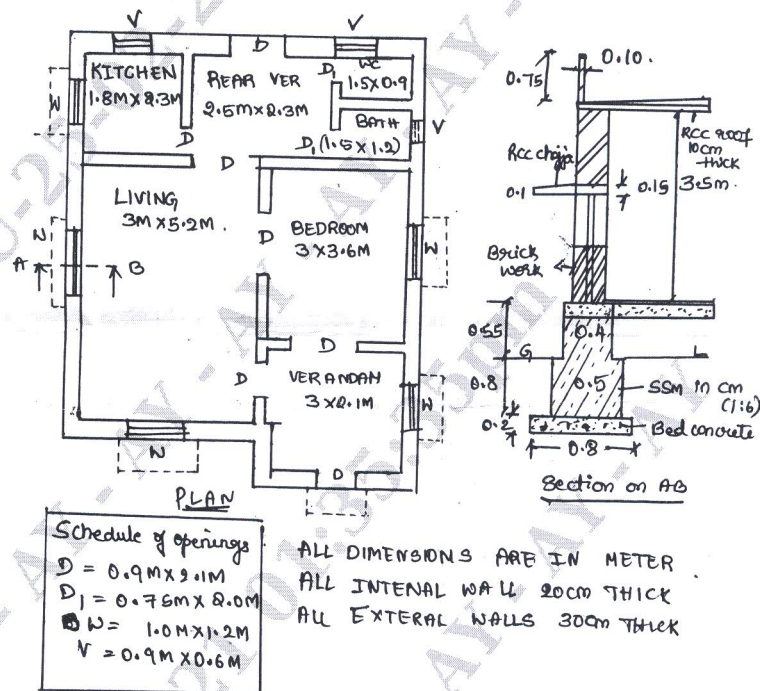 V
D
V
KITCHEN
1.8M X 2.3M
REAR VER
2.5M X 2.3M
D1
WC
1.5 X 0.9
W
D
BATH
D1 (1.5 X 1.2)
V
D
LIVING
3M X 5.2M
D
BEDROOM
3 X 3.6M
W
W
A
B
D
D
VERANDAH
3 X 2.1M
W
W
D
PLAN
0.75
0.10.
RCC roof
10cm
thick
RCC chajja
0.1
0.15
3.5m
Brick
work
0.55
0.4
G
L
0.8
0.5
SSM in cm
(1:6)
0.2
Bed concrete
0.8
Section on AB
Schedule of openings
D = 0.9M X 2.1M
D1 = 0.75M X 2.0M
W = 1.0M X 1.2M
V = 0.9M X 0.6M
ALL DIMENSIONS ARE IN METER
ALL INTENAL WALL 20cm THICK
ALL EXTERAL WALLS 30cm THICK